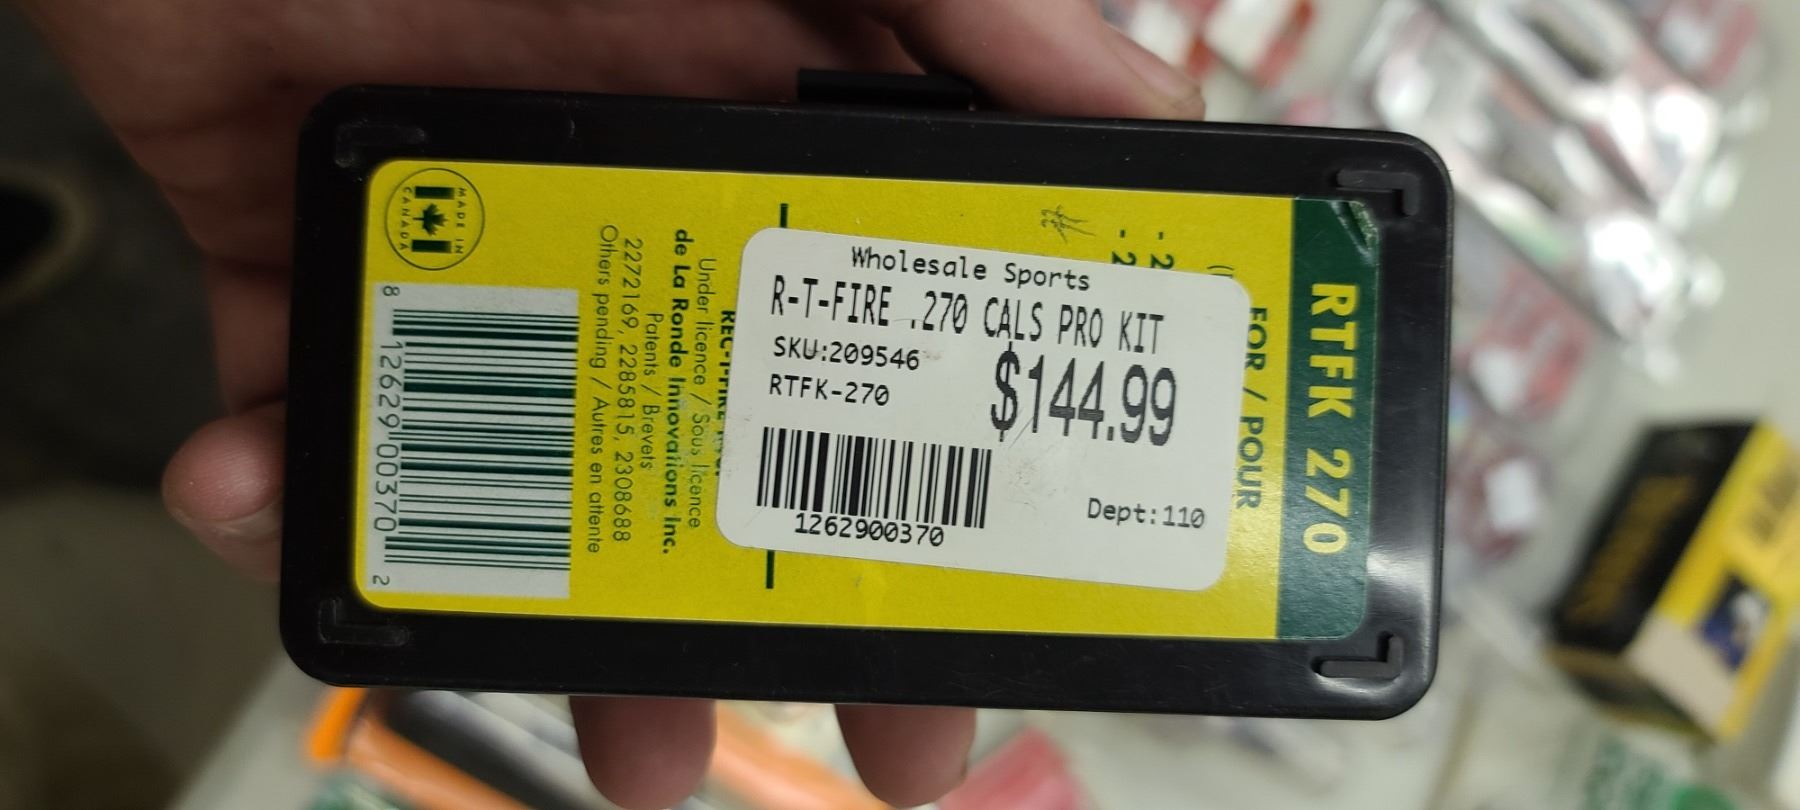 Wholesale Sports
R-T-FIRE .270 CALS PRO KIT
SKU:209546
$144.99
RTFK-270
1262900370
Dept:110
RTFK 270
FOR / POUR
- 2
- 2
Under licence / Sous licence
de La Ronde Innovations Inc.
Patents / Brevets
2272169, 2285815, 2308688
Others pending / Autres en attente
MADE IN
CANADA
8 12629 00370 2